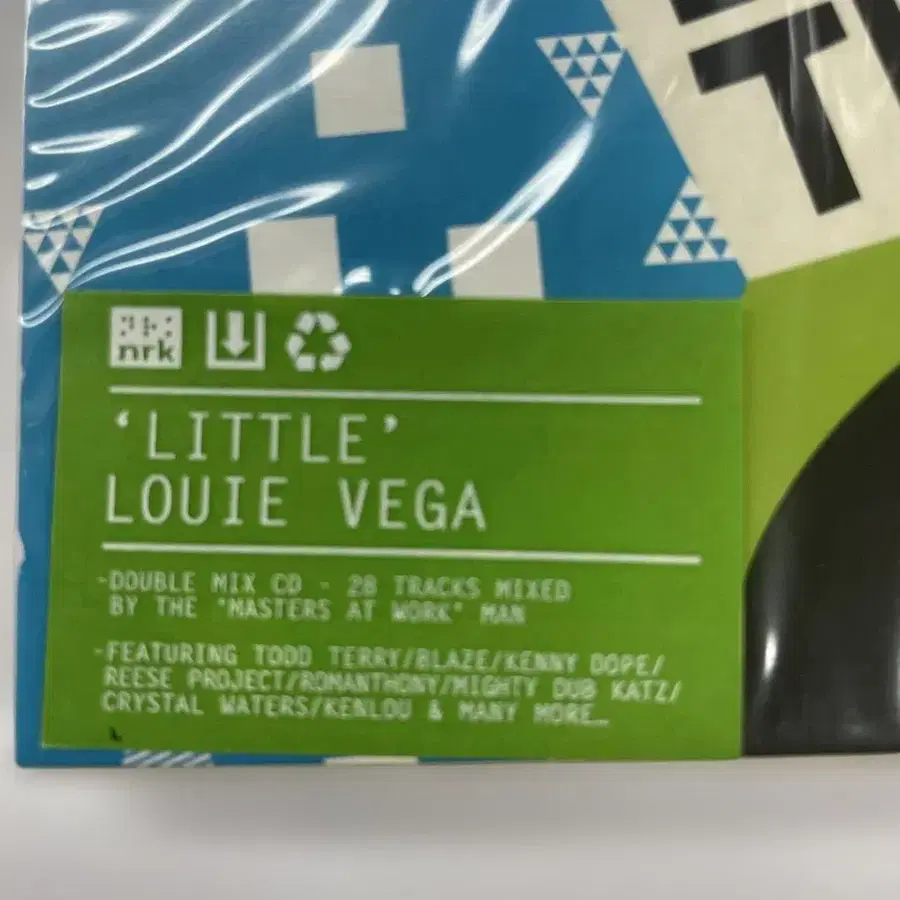 T
nrk
‘LITTLE’
LOUIE VEGA
-DOUBLE MIX CD - 28 TRACKS MIXED
BY THE "MASTERS AT WORK" MAN
-FEATURING TODD TERRY/BLAZE/KENNY DOPE/
REESE PROJECT/ROMANTHONY/MIGHTY DUB KATZ/
CRYSTAL WATERS/KENLOU & MANY MORE…